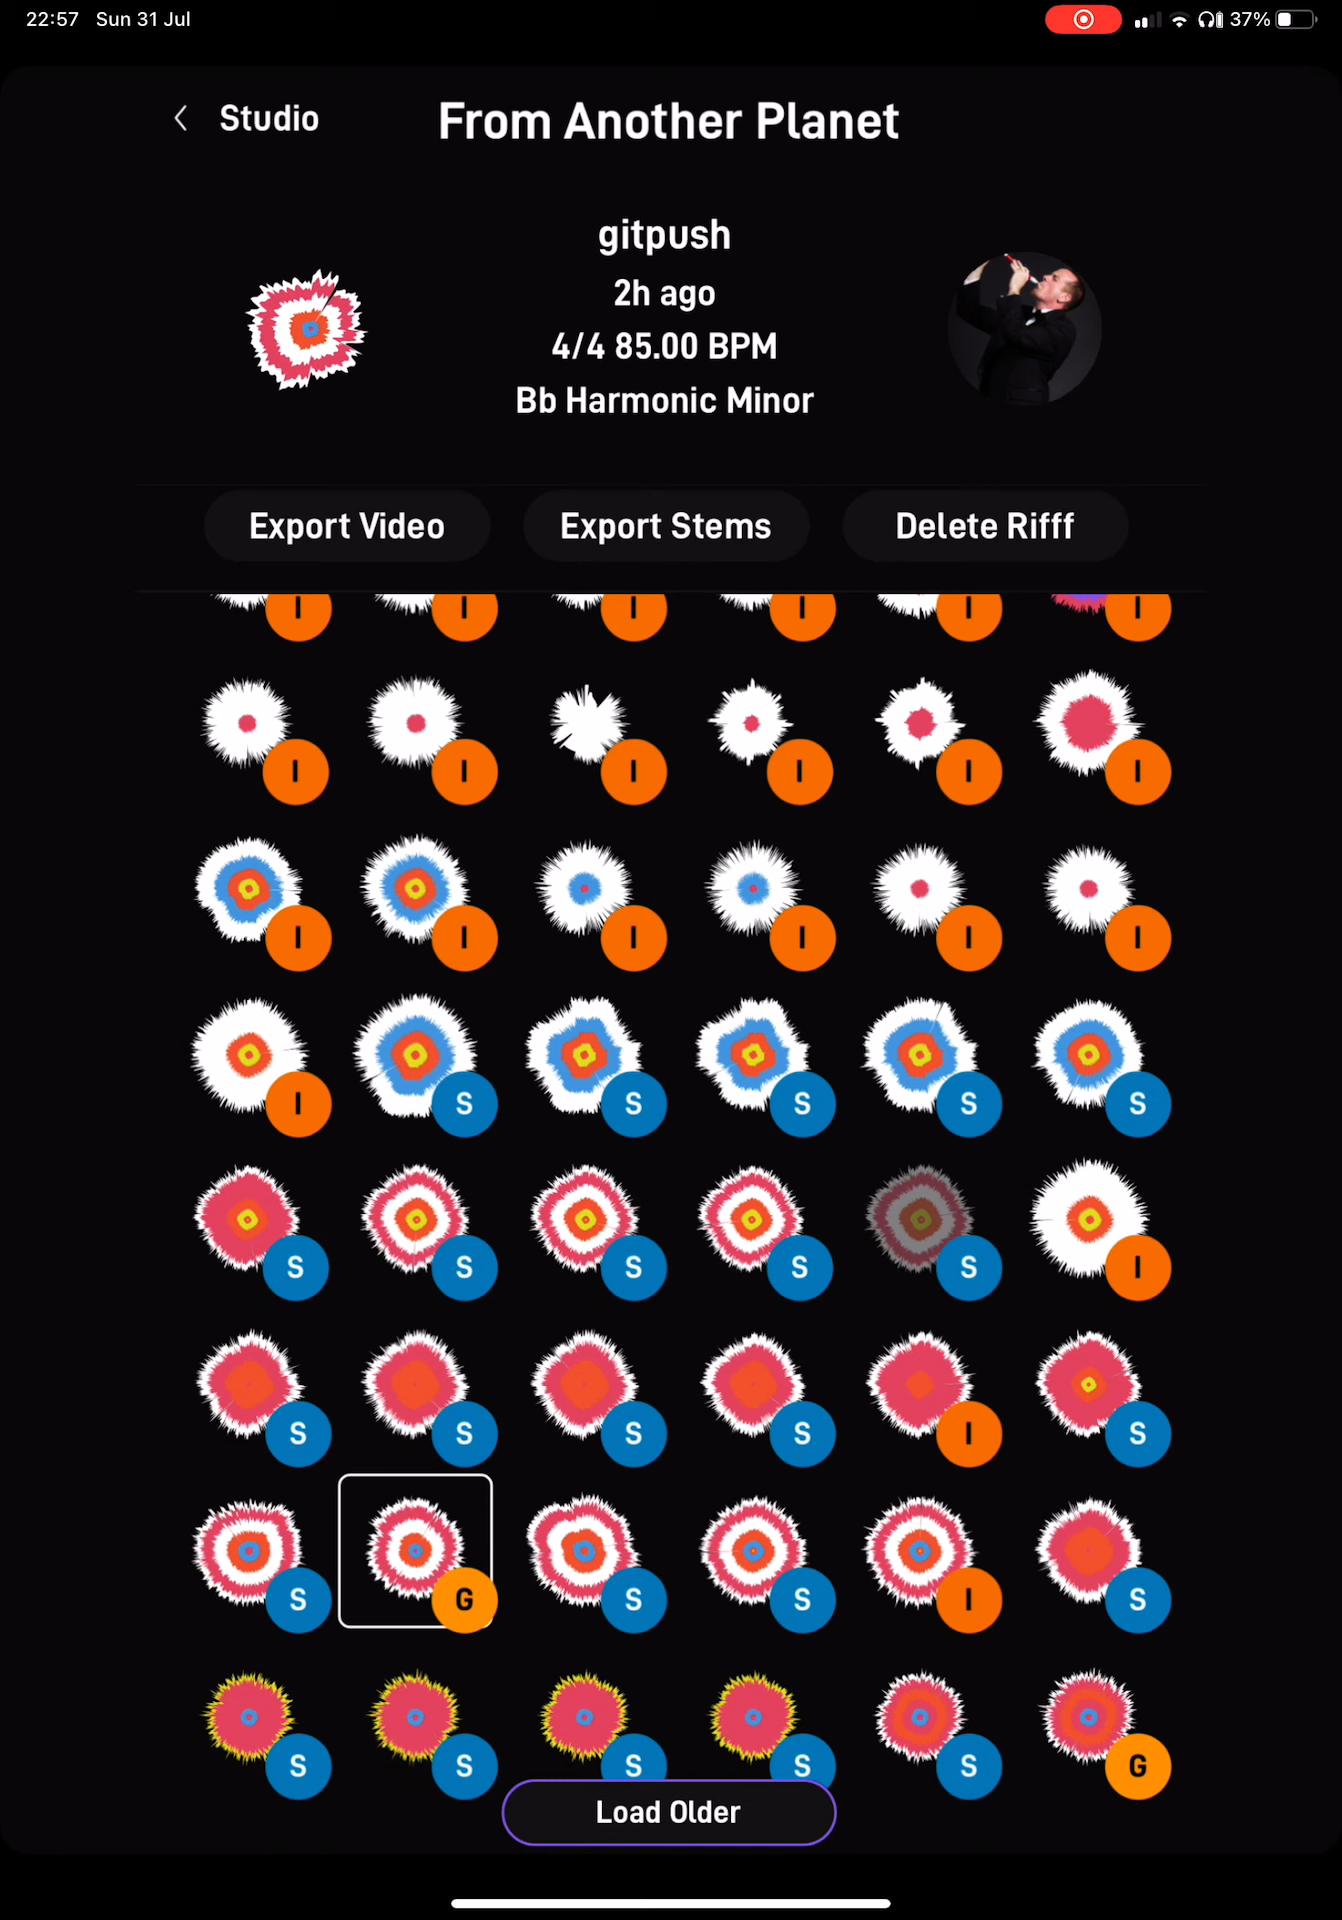 22:57 Sun 31 Jul 37%
Studio From Another Planet
gitpush
2h ago
4/4 85.00 BPM
Bb Harmonic Minor
Export Video Export Stems Delete Rifff
I I I I I I
I I I I I I
I I I I I I
I S S S S S
S S S S S I
S S S S I S
S G S S I S
S S S S S G
Load Older